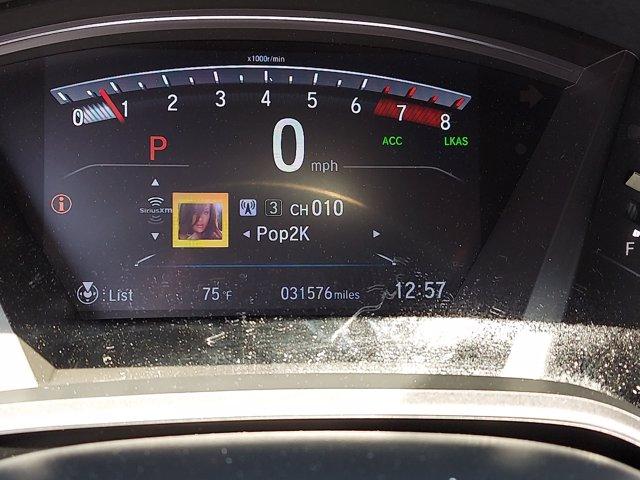 x1000r/min
0 1 2 3 4 5 6 7 8
P 0 mph ACC LKAS
i
SiriusXM 3 CH 010
Pop2K
F
: List 75°F 031576 miles 12:57